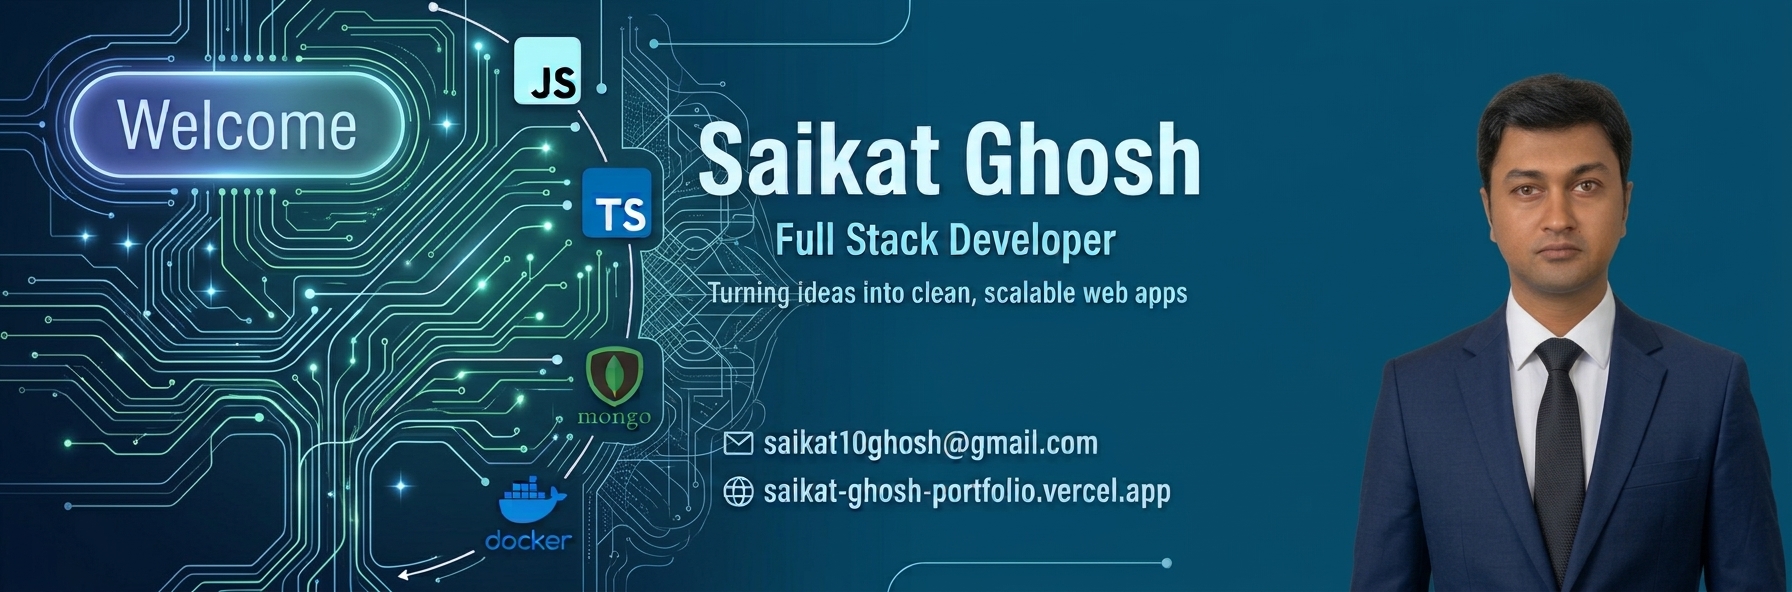 Welcome
JS
TS
mongo
docker
Saikat Ghosh
Full Stack Developer
Turning ideas into clean, scalable web apps
saikat10ghosh@gmail.com
saikat-ghosh-portfolio.vercel.app